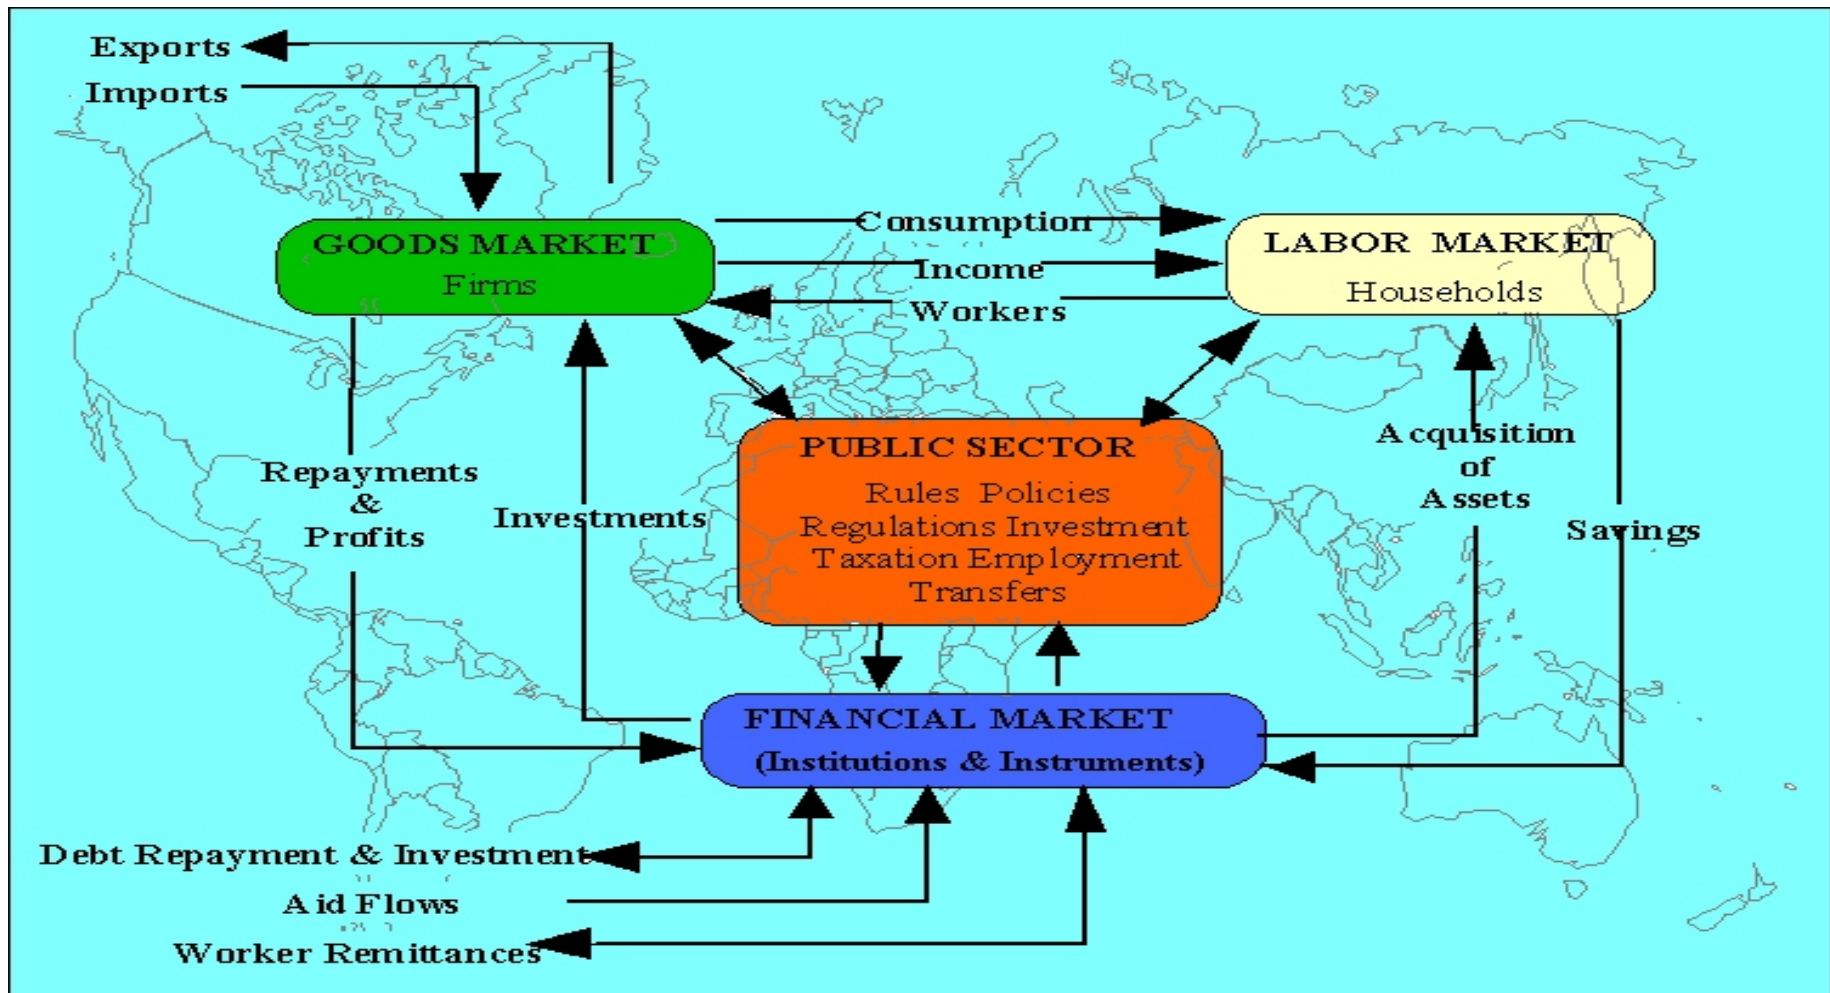 Exports
Imports
GOODS MARKET
Firms
Consumption
Income
Workers
LABOR MARKET
Households
Repayments
&
Profits
Investments
PUBLIC SECTOR
Rules Policies
Regulations Investment
Taxation Employment
Transfers
Acquisition
of
Assets
Savings
FINANCIAL MARKET
(Institutions & Instruments)
Debt Repayment & Investment
Aid Flows
Worker Remittances